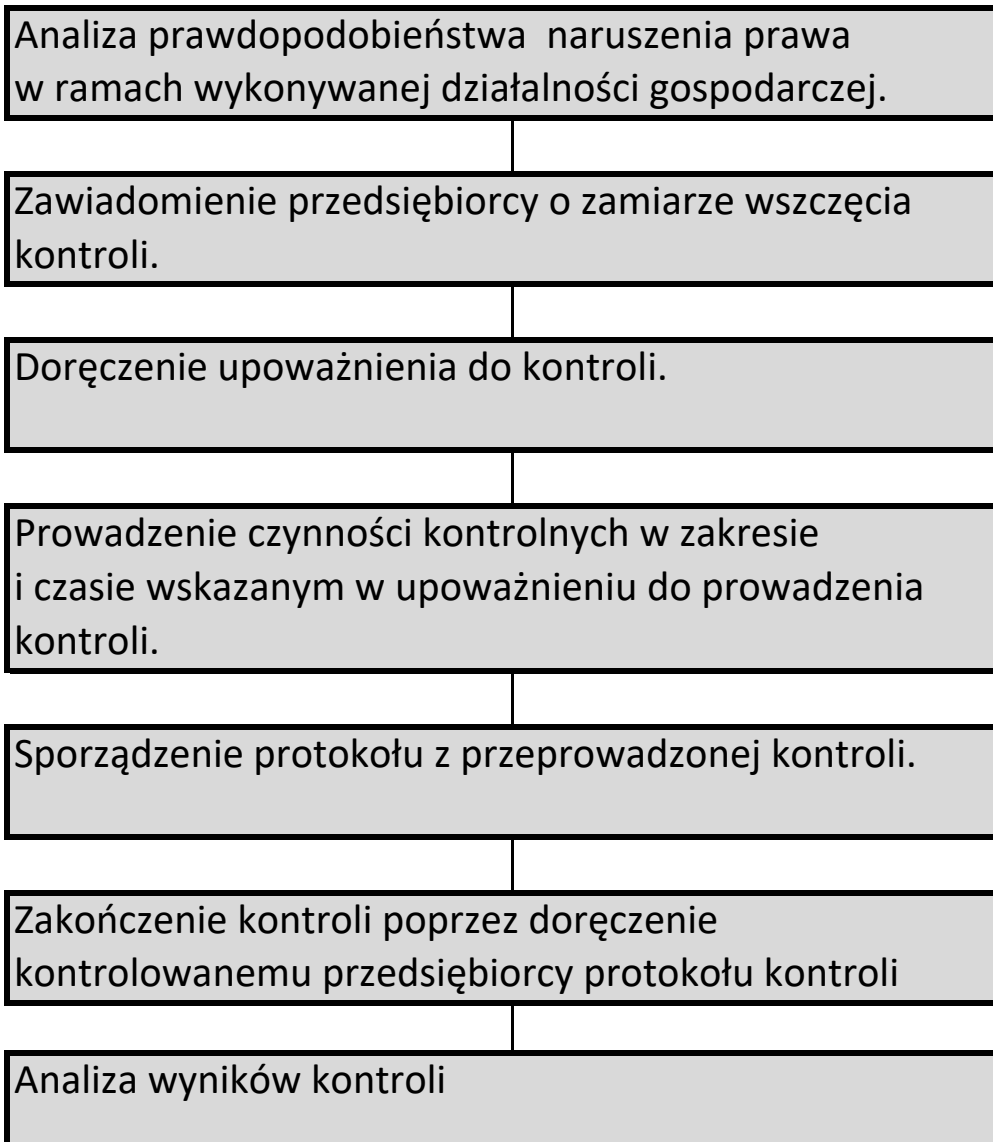 Analiza prawdopodobieństwa  naruszenia prawa
w ramach wykonywanej działalności gospodarczej.
Zawiadomienie przedsiębiorcy o zamiarze wszczęcia
kontroli.
Doręczenie upoważnienia do kontroli.
Prowadzenie czynności kontrolnych w zakresie
i czasie wskazanym w upoważnieniu do prowadzenia
kontroli.
Sporządzenie protokołu z przeprowadzonej kontroli.
Zakończenie kontroli poprzez doręczenie
kontrolowanemu przedsiębiorcy protokołu kontroli
Analiza wyników kontroli